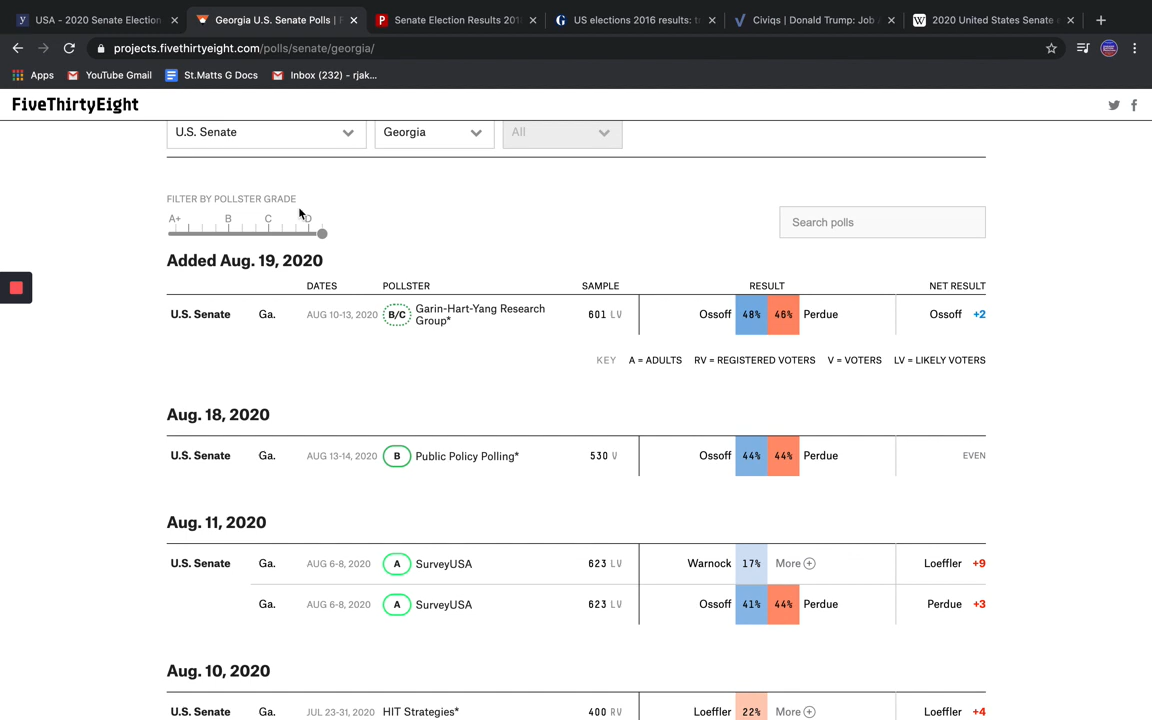 USA - 2020 Senate Election
Georgia U.S. Senate Polls |
Senate Election Results 201
US elections 2016 results: t
Civiqs | Donald Trump: Job
2020 United States Senate
projects.fivethirtyeight.com/polls/senate/georgia/
Apps YouTube Gmail St.Matts G Docs Inbox (232) - rjak...
FiveThirtyEight
U.S. Senate Georgia All
FILTER BY POLLSTER GRADE
A+ B C D
Search polls
Added Aug. 19, 2020
DATES POLLSTER SAMPLE RESULT NET RESULT
U.S. Senate Ga. AUG 10-13, 2020 B/C Garin-Hart-Yang Research 601 LV Ossoff 48% 46% Perdue Ossoff +2
Group*
KEY A = ADULTS RV = REGISTERED VOTERS V = VOTERS LV = LIKELY VOTERS
Aug. 18, 2020
U.S. Senate Ga. AUG 13-14, 2020 B Public Policy Polling* 530 V Ossoff 44% 44% Perdue EVEN
Aug. 11, 2020
U.S. Senate Ga. AUG 6-8, 2020 A SurveyUSA 623 LV Warnock 17% More Loeffler +9
Ga. AUG 6-8, 2020 A SurveyUSA 623 LV Ossoff 41% 44% Perdue Perdue +3
Aug. 10, 2020
U.S. Senate Ga. JUL 23-31, 2020 HIT Strategies* 400 RV Loeffler 22% More Loeffler +4